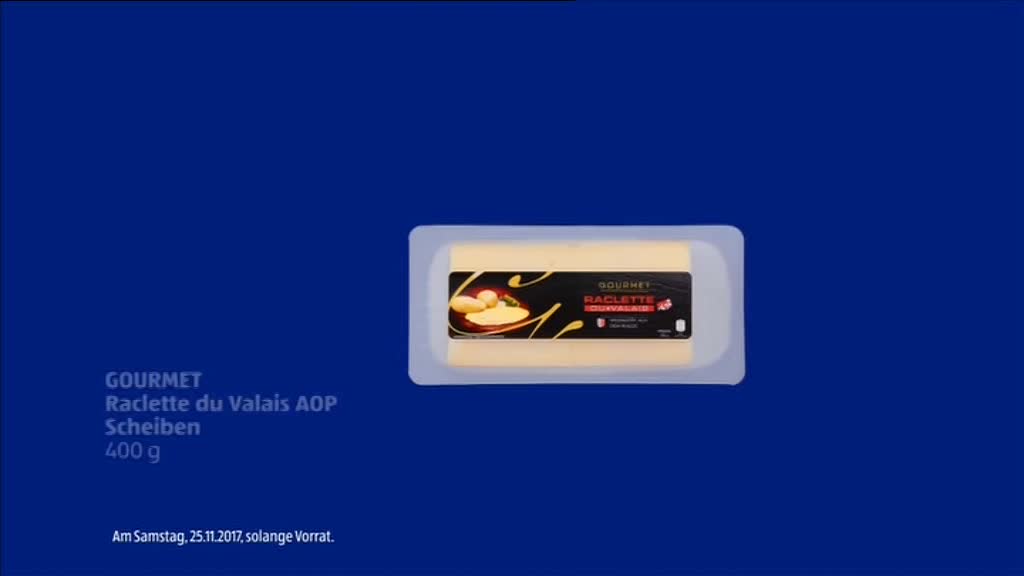 GOURMET
RACLETTE
DU VALAIS
GOURMET
Raclette du Valais AOP
Scheiben
400 g
Am Samstag, 25.11.2017, solange Vorrat.